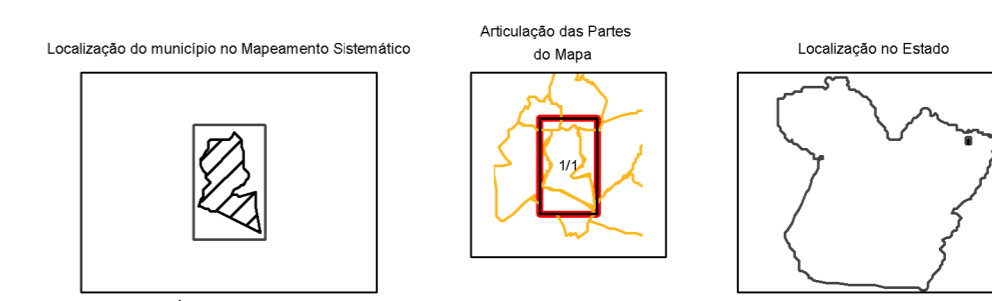 Localização do município no Mapeamento Sistemático
Articulação das Partes
do Mapa
Localização no Estado
1/1